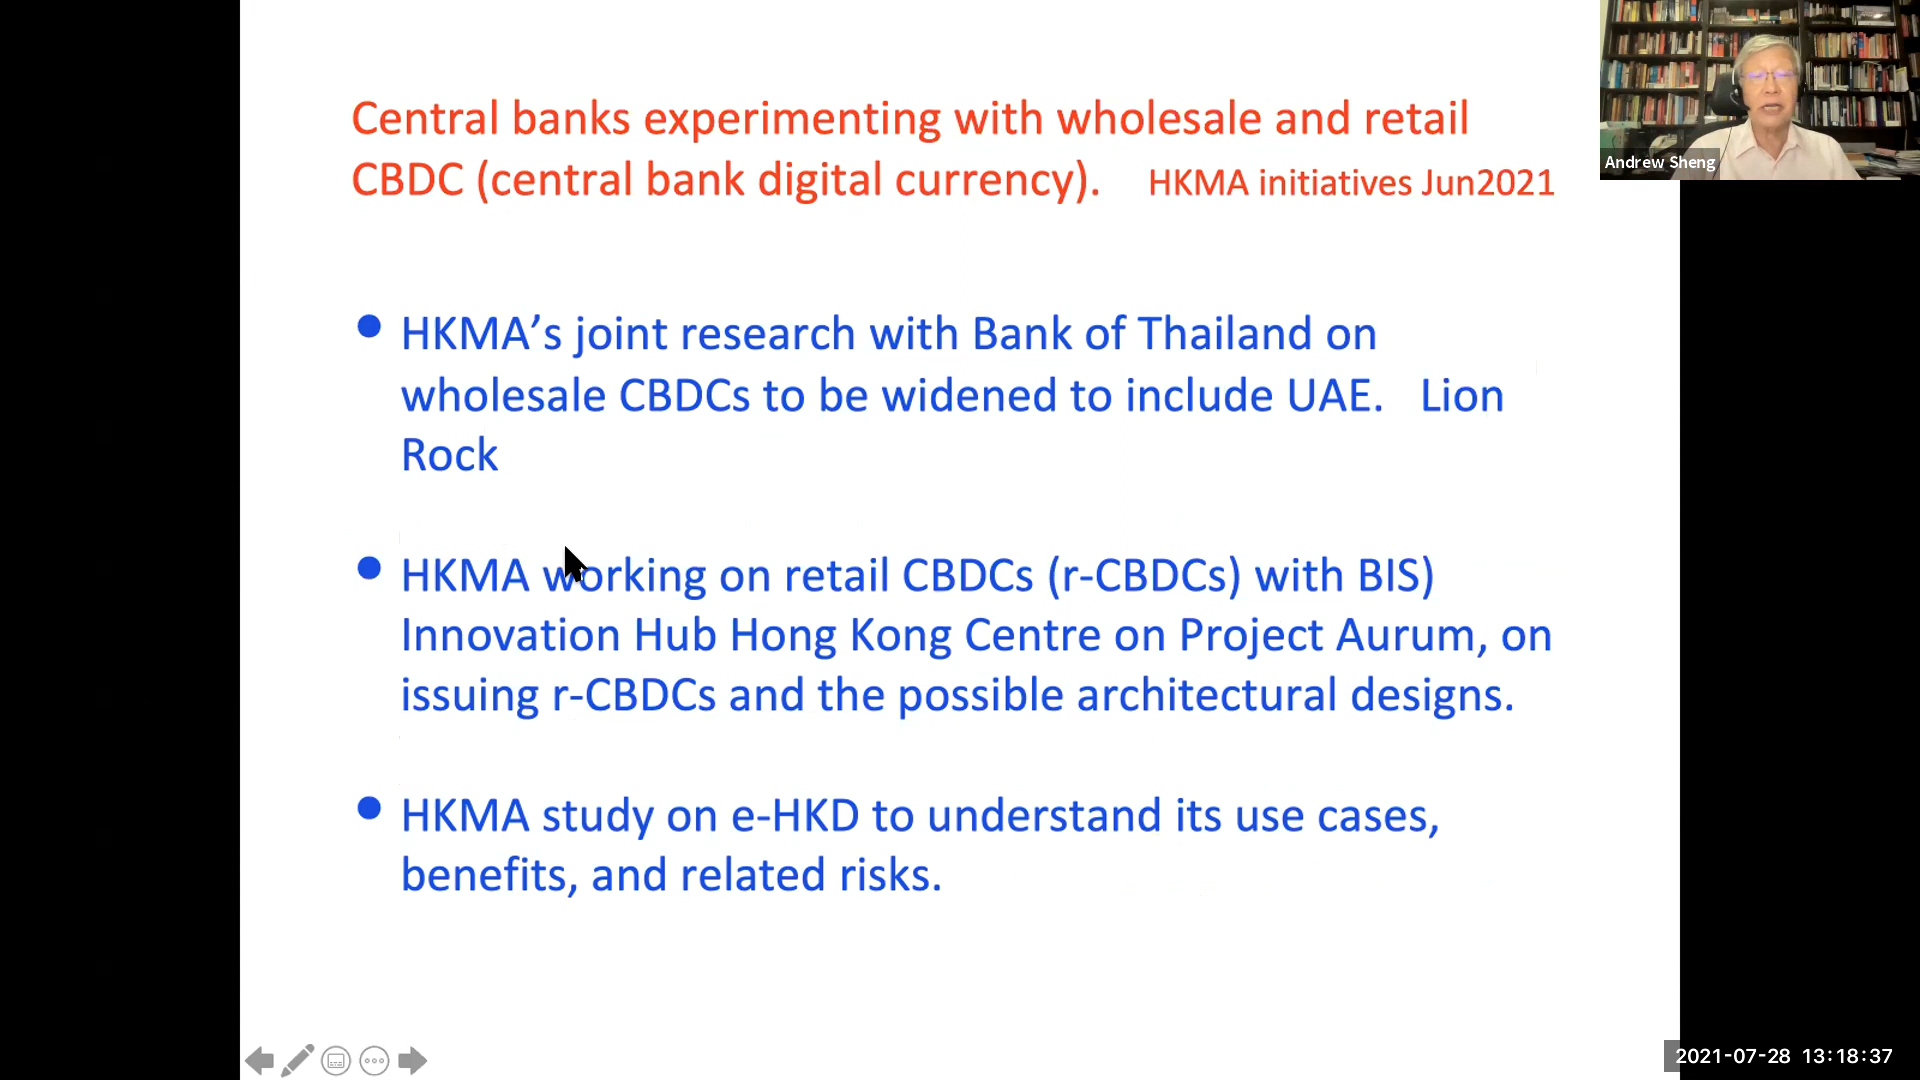 Central banks experimenting with wholesale and retail
CBDC (central bank digital currency). HKMA initiatives Jun2021
Andrew Sheng
● HKMA’s joint research with Bank of Thailand on
wholesale CBDCs to be widened to include UAE. Lion
Rock
● HKMA working on retail CBDCs (r-CBDCs) with BIS)
Innovation Hub Hong Kong Centre on Project Aurum, on
issuing r-CBDCs and the possible architectural designs.
● HKMA study on e-HKD to understand its use cases,
benefits, and related risks.
2021-07-28 13:18:37